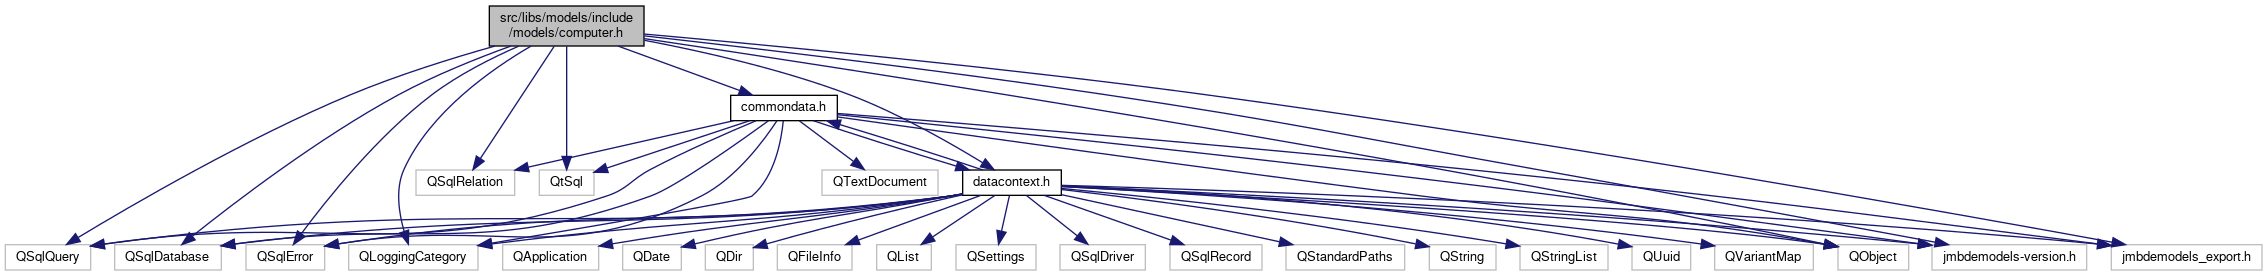 src/libs/models/include
/models/computer.h
commondata.h
QSqlRelation
QtSql
QTextDocument
datacontext.h
QSqlQuery
QSqlDatabase
QSqlError
QLoggingCategory
QApplication
QDate
QDir
QFileInfo
QList
QSettings
QSqlDriver
QSqlRecord
QStandardPaths
QString
QStringList
QUuid
QVariantMap
QObject
jmbdemodels-version.h
jmbdemodels_export.h